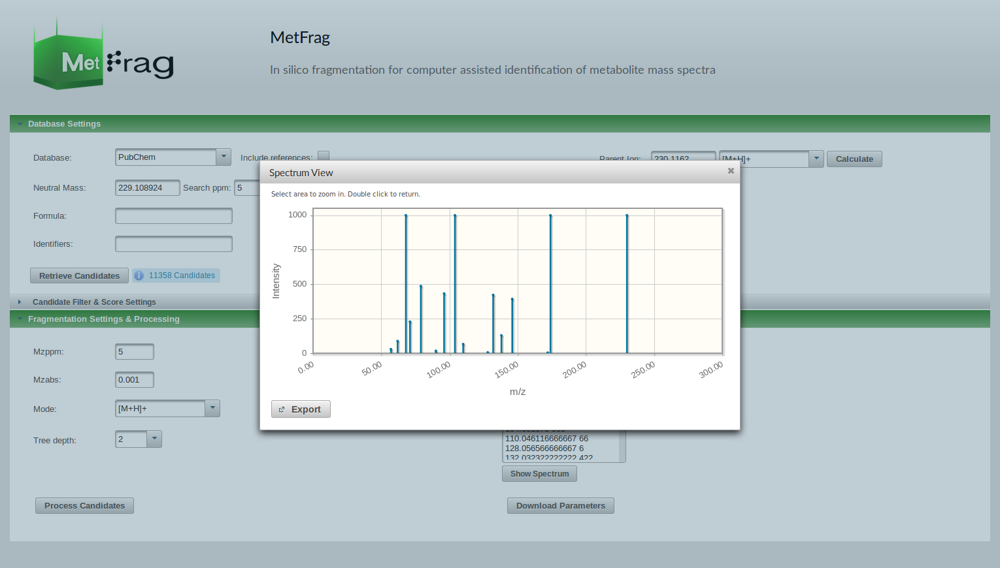 Met Frag
MetFrag
In silico fragmentation for computer assisted identification of metabolite mass spectra
Database Settings
Database: PubChem Include references: Parent Ion: 230.1162 [M+H]+ Calculate
Neutral Mass: 229.108924 Search ppm: 5
Formula:
Identifiers:
Retrieve Candidates 11358 Candidates
Candidate Filter & Score Settings
Fragmentation Settings & Processing
Mzppm: 5
Mzabs: 0.001
Mode: [M+H]+
Tree depth: 2
Spectrum View
Select area to zoom in. Double click to return.
Intensity
1000
750
500
250
0
0.00 50.00 100.00 150.00 200.00 250.00 300.00
m/z
Export
110.046116666667 66
128.056566666667 6
132.032322222222 422
Show Spectrum
Process Candidates Download Parameters